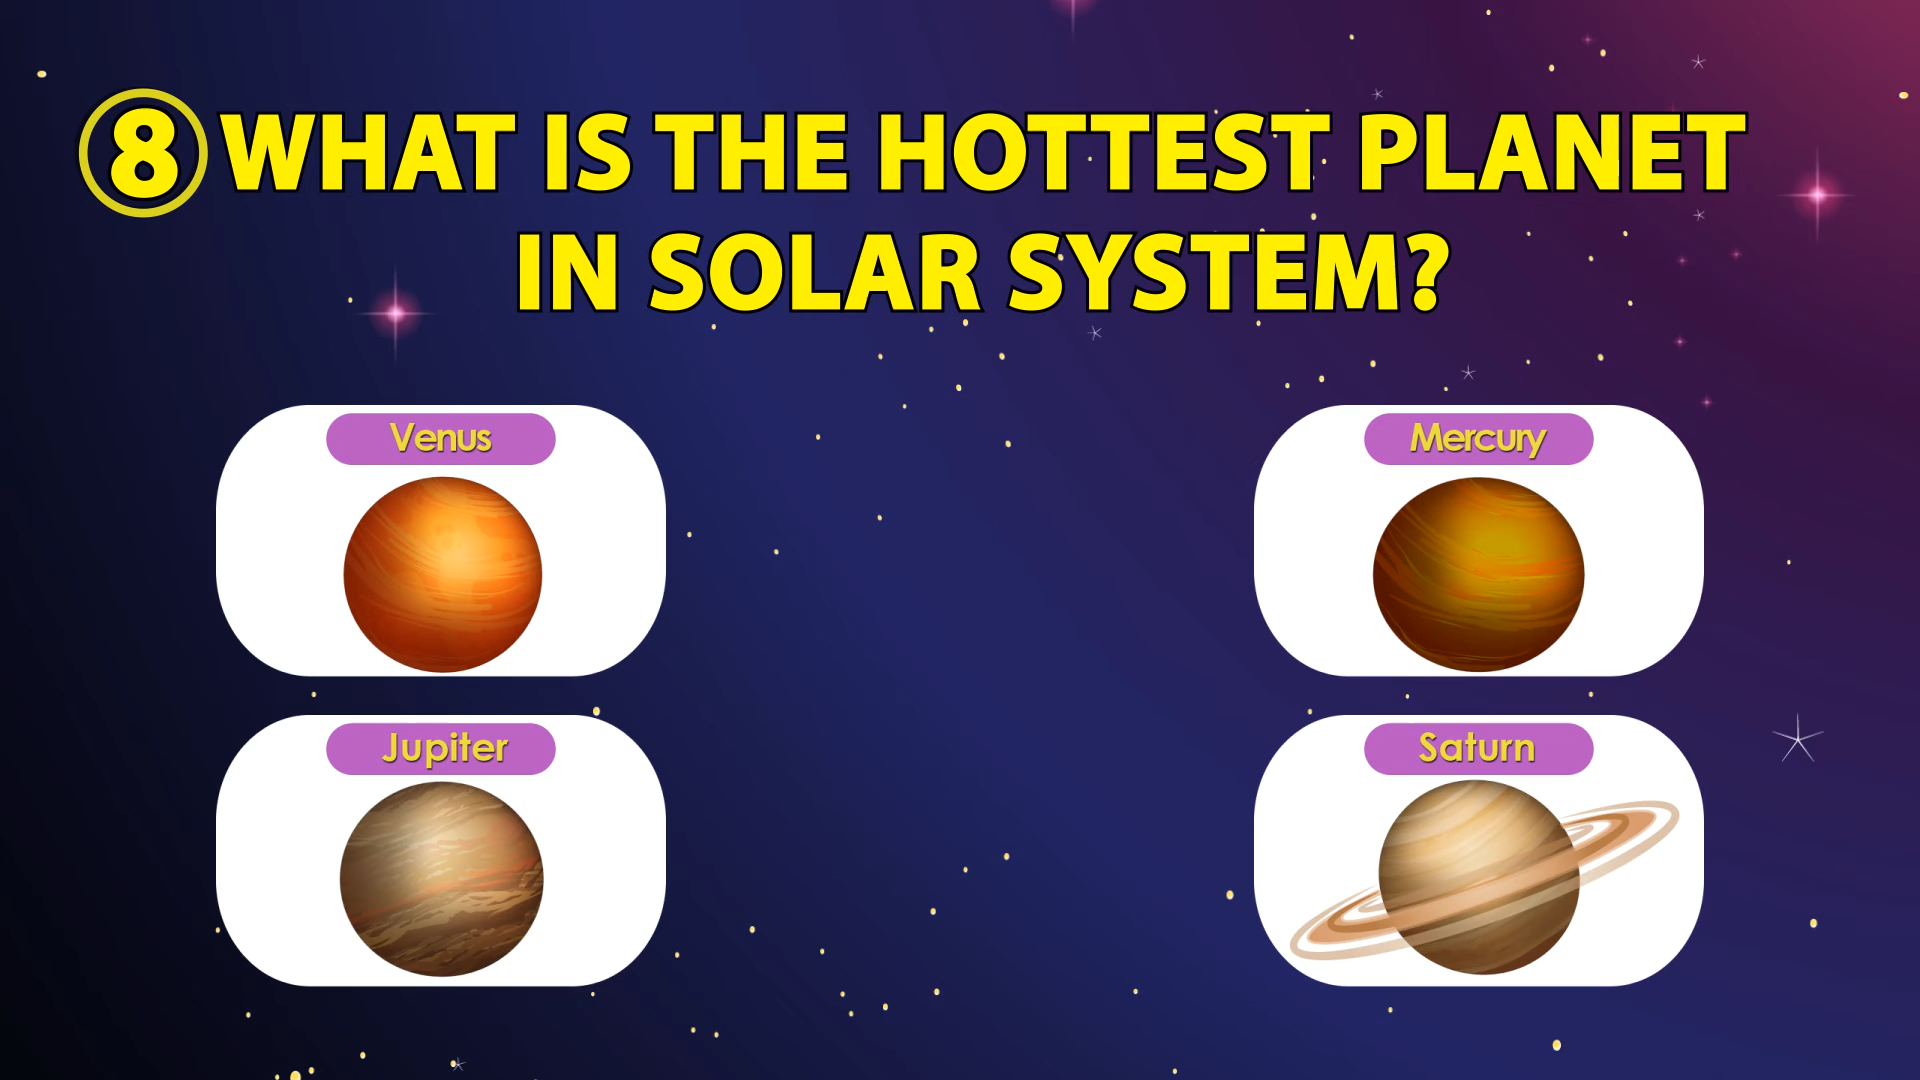 8 WHAT IS THE HOTTEST PLANET
IN SOLAR SYSTEM?
Venus
Mercury
Jupiter
Saturn